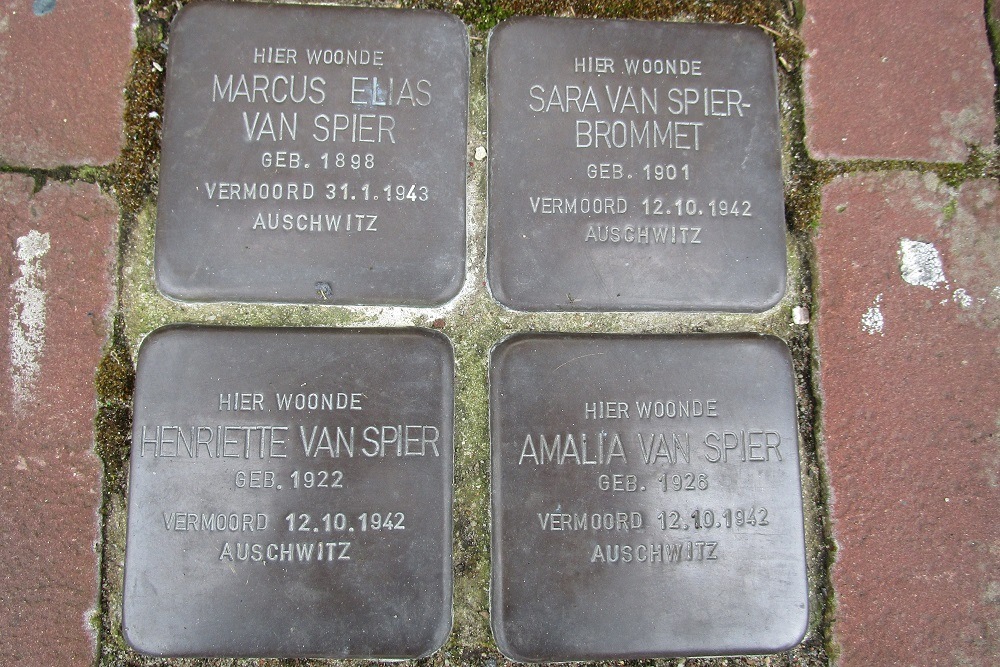 HIER WOONDE
MARCUS ELIAS
VAN SPIER
GEB. 1898
VERMOORD 31.1.1943
AUSCHWITZ
HIER WOONDE
SARA VAN SPIER-
BROMMET
GEB. 1901
VERMOORD 12.10.1942
AUSCHWITZ
HIER WOONDE
HENRIETTE VAN SPIER
GEB. 1922
VERMOORD 12.10.1942
AUSCHWITZ
HIER WOONDE
AMALIA VAN SPIER
GEB. 1926
VERMOORD 12.10.1942
AUSCHWITZ